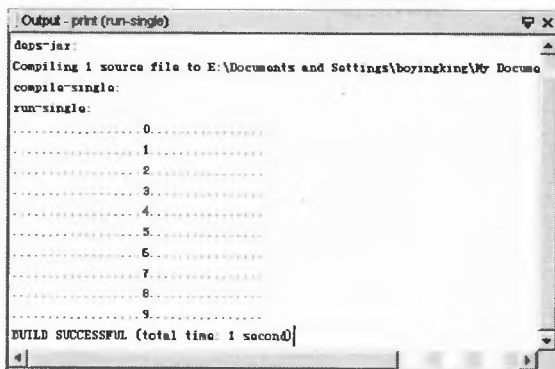 Output - print (run-single)
deps-jar:
Compiling 1 source file to E:\Documents and Settings\boyingking\My Docume
compile-single:
run-single:
..................0..................
..................1..................
..................2..................
..................3..................
..................4..................
..................5..................
..................6..................
..................7..................
..................8..................
..................9..................
BUILD SUCCESSFUL (total time: 1 second)